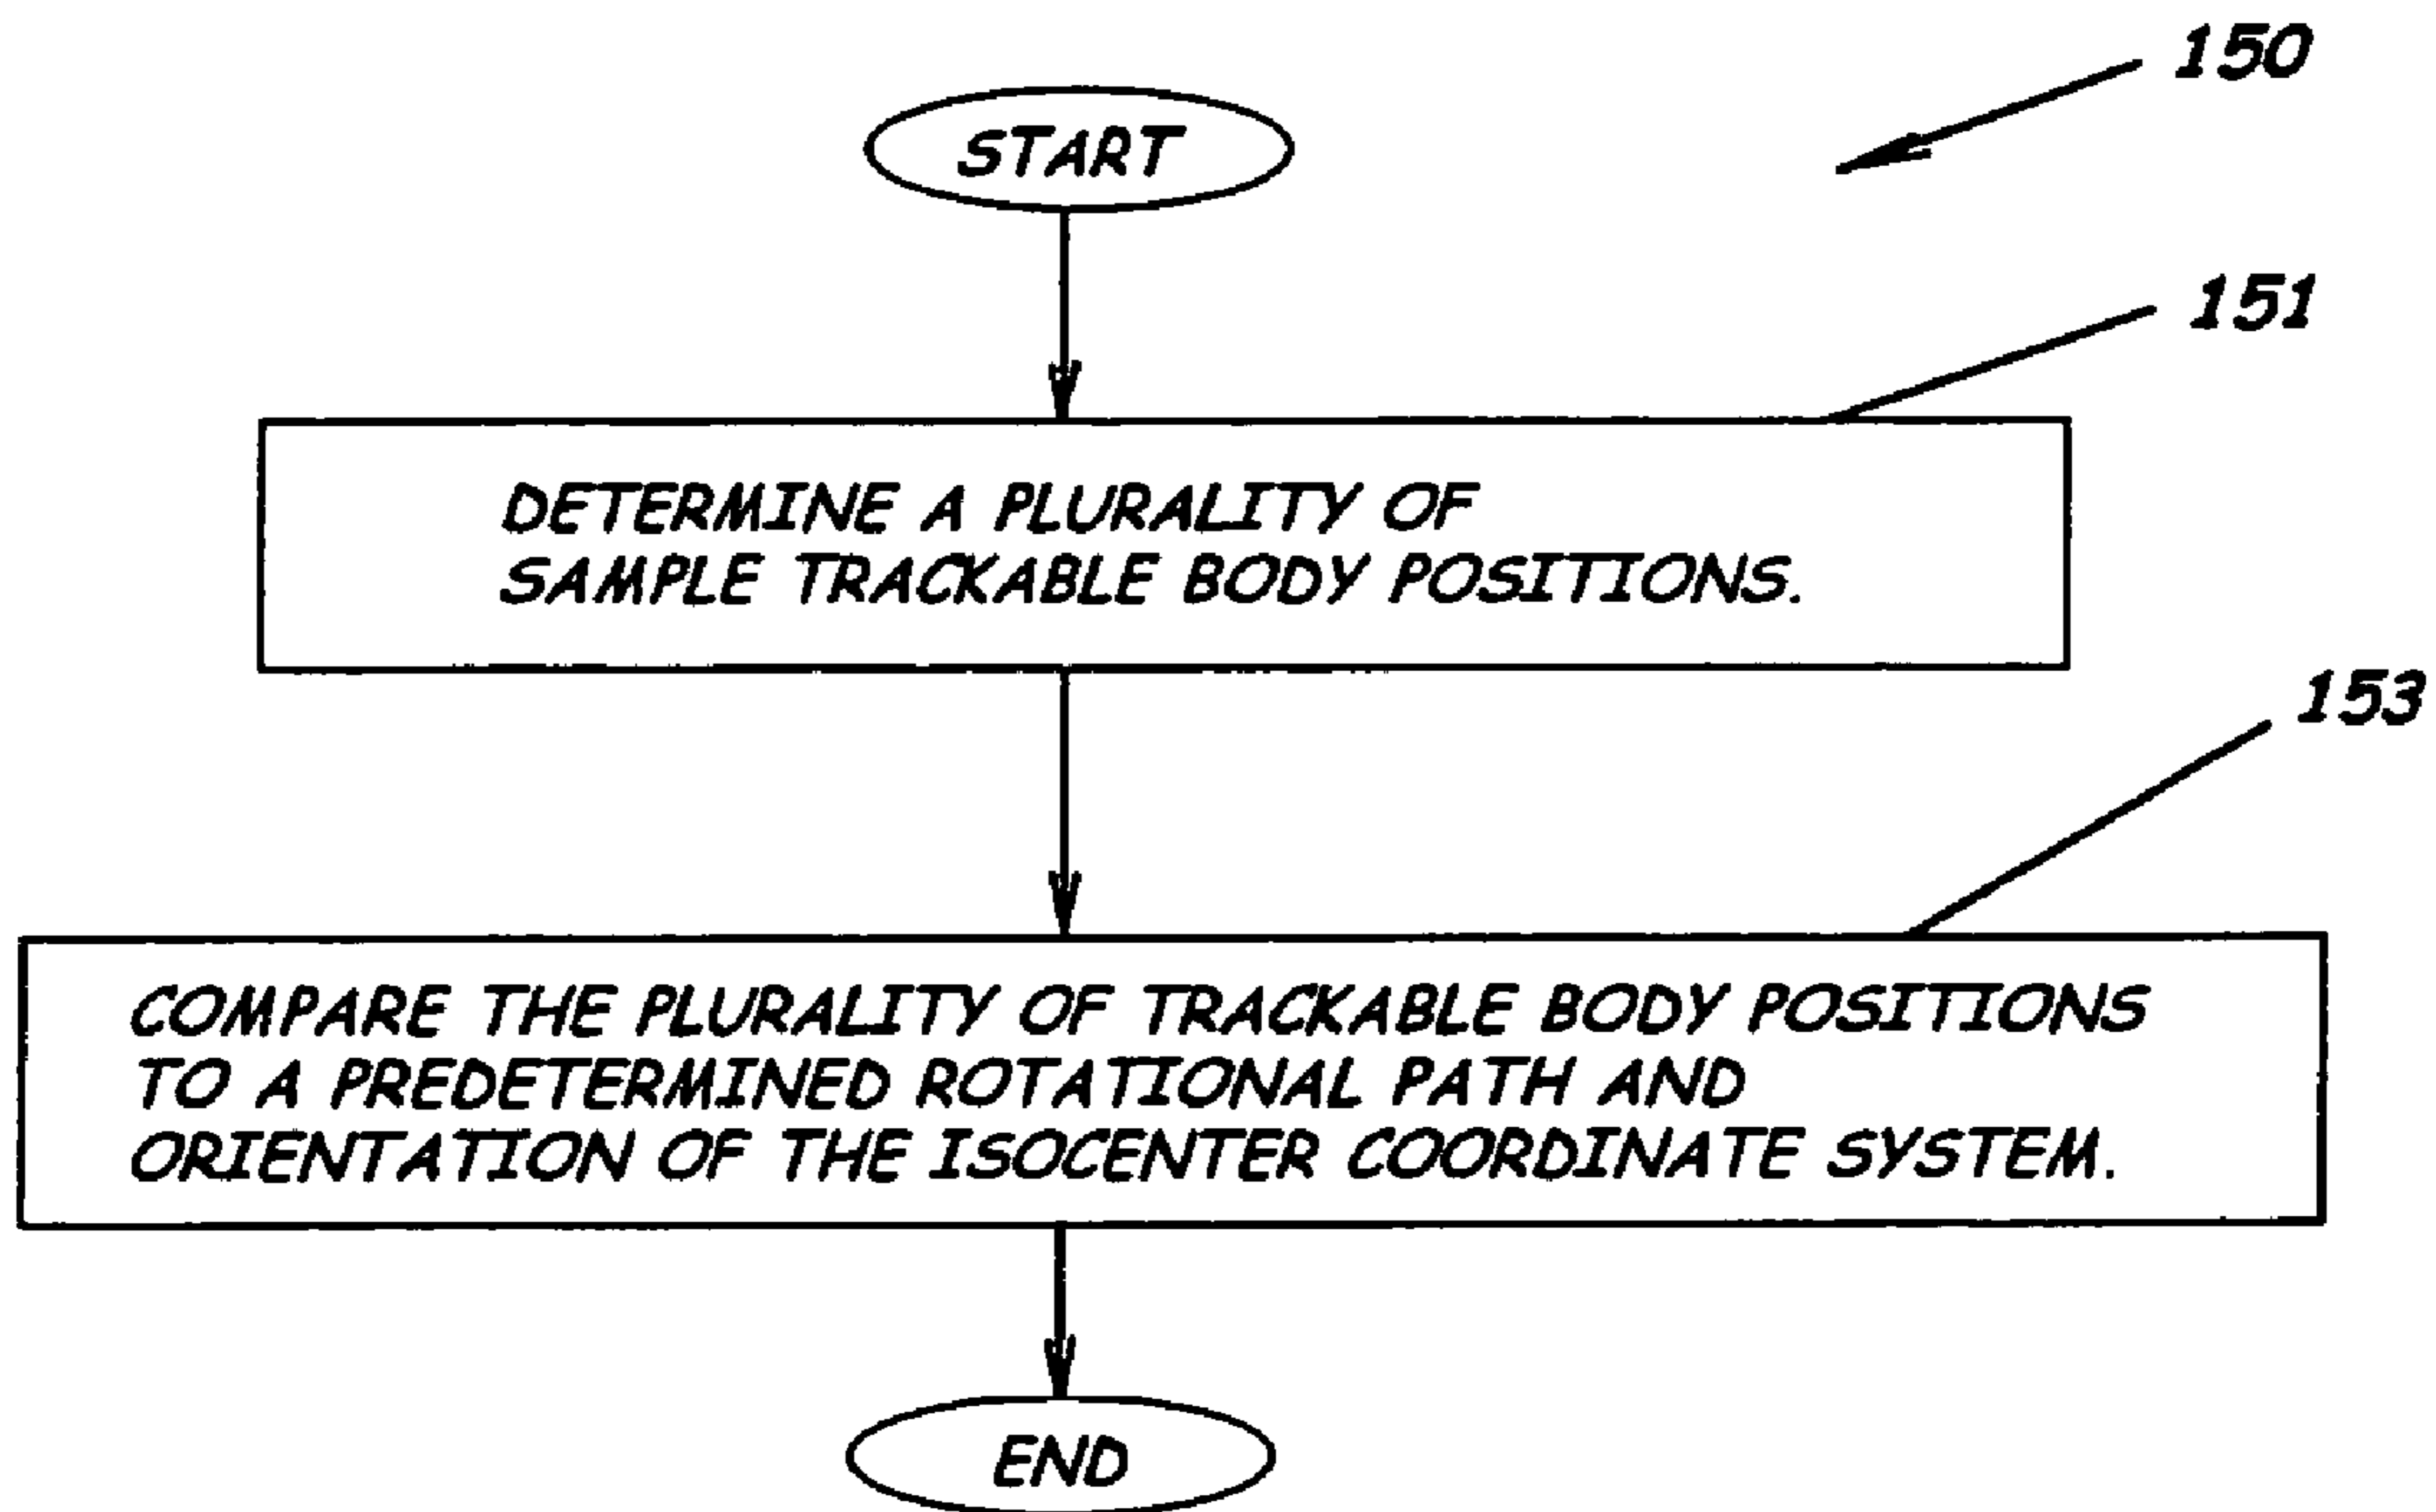 150
START
151
DETERMINE A PLURALITY OF
SAMPLE TRACKABLE BODY POSITIONS.
153
COMPARE THE PLURALITY OF TRACKABLE BODY POSITIONS
TO A PREDETERMINED ROTATIONAL PATH AND
ORIENTATION OF THE ISOCENTER COORDINATE SYSTEM.
END